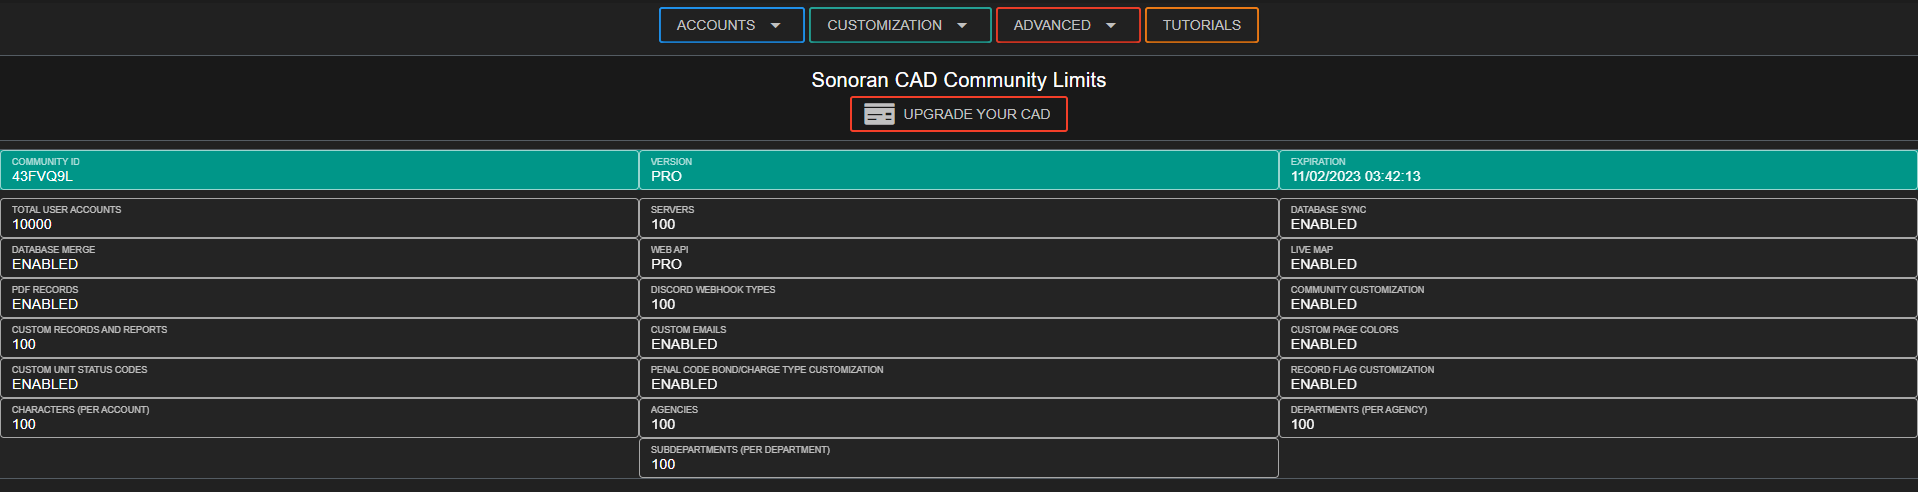 ACCOUNTS
CUSTOMIZATION
ADVANCED
TUTORIALS
Sonoran CAD Community Limits
UPGRADE YOUR CAD
COMMUNITY ID
43FVQ9L
VERSION
PRO
EXPIRATION
11/02/2023 03:42:13
TOTAL USER ACCOUNTS
10000
SERVERS
100
DATABASE SYNC
ENABLED
DATABASE MERGE
ENABLED
WEB API
PRO
LIVE MAP
ENABLED
PDF RECORDS
ENABLED
DISCORD WEBHOOK TYPES
100
COMMUNITY CUSTOMIZATION
ENABLED
CUSTOM RECORDS AND REPORTS
100
CUSTOM EMAILS
ENABLED
CUSTOM PAGE COLORS
ENABLED
CUSTOM UNIT STATUS CODES
ENABLED
PENAL CODE BOND/CHARGE TYPE CUSTOMIZATION
ENABLED
RECORD FLAG CUSTOMIZATION
ENABLED
CHARACTERS (PER ACCOUNT)
100
AGENCIES
100
DEPARTMENTS (PER AGENCY)
100
SUBDEPARTMENTS (PER DEPARTMENT)
100